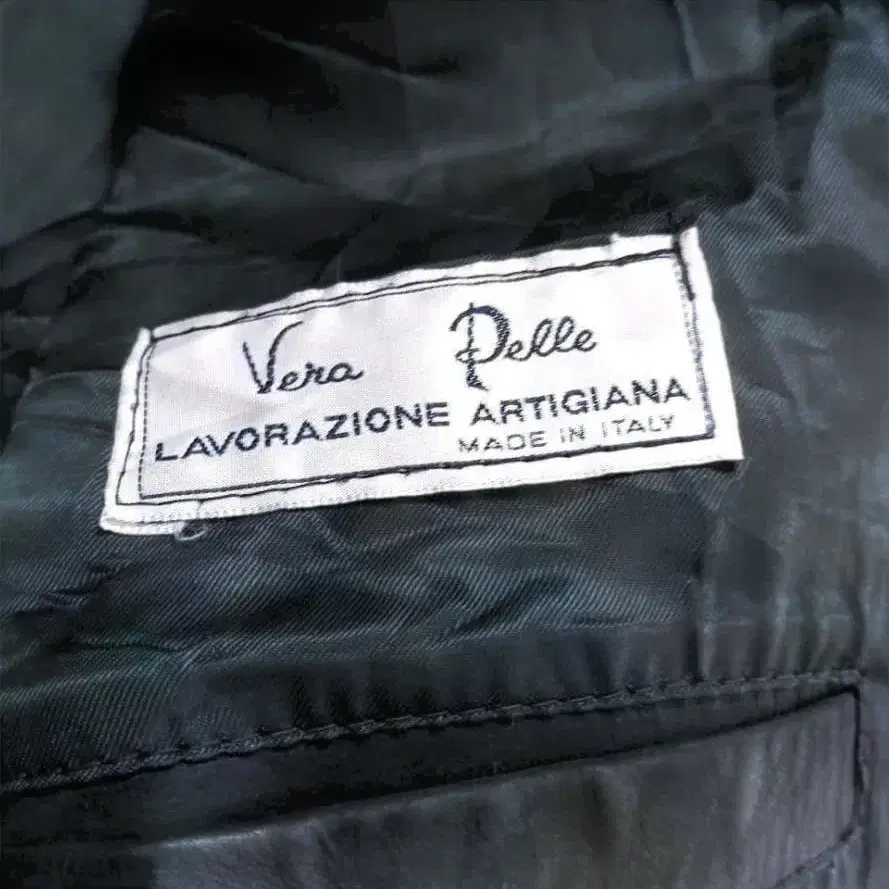 Vera Pelle
LAVORAZIONE ARTIGIANA
MADE IN ITALY